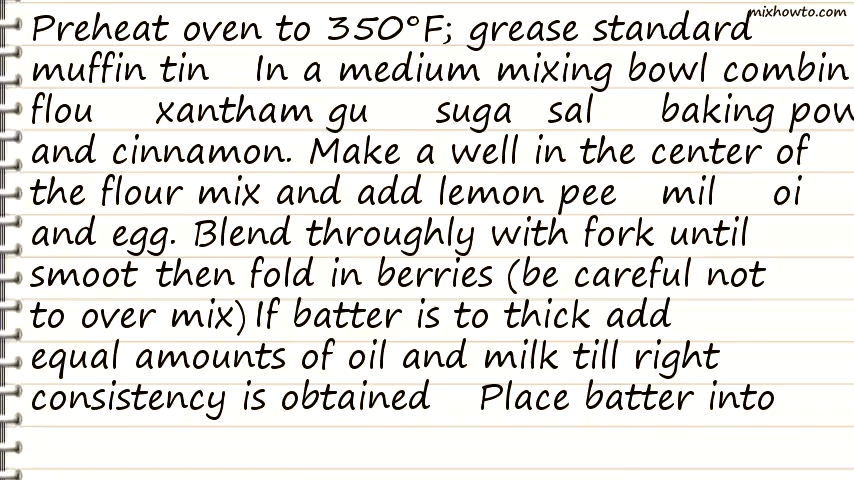 mixhowto.com
Preheat oven to 350°F; grease standard
muffin tin In a medium mixing bowl combin
flou xantham gu suga sal baking pow
and cinnamon. Make a well in the center of
the flour mix and add lemon pee mil oi
and egg. Blend throughly with fork until
smoot then fold in berries (be careful not
to over mix) If batter is to thick add
equal amounts of oil and milk till right
consistency is obtained Place batter into